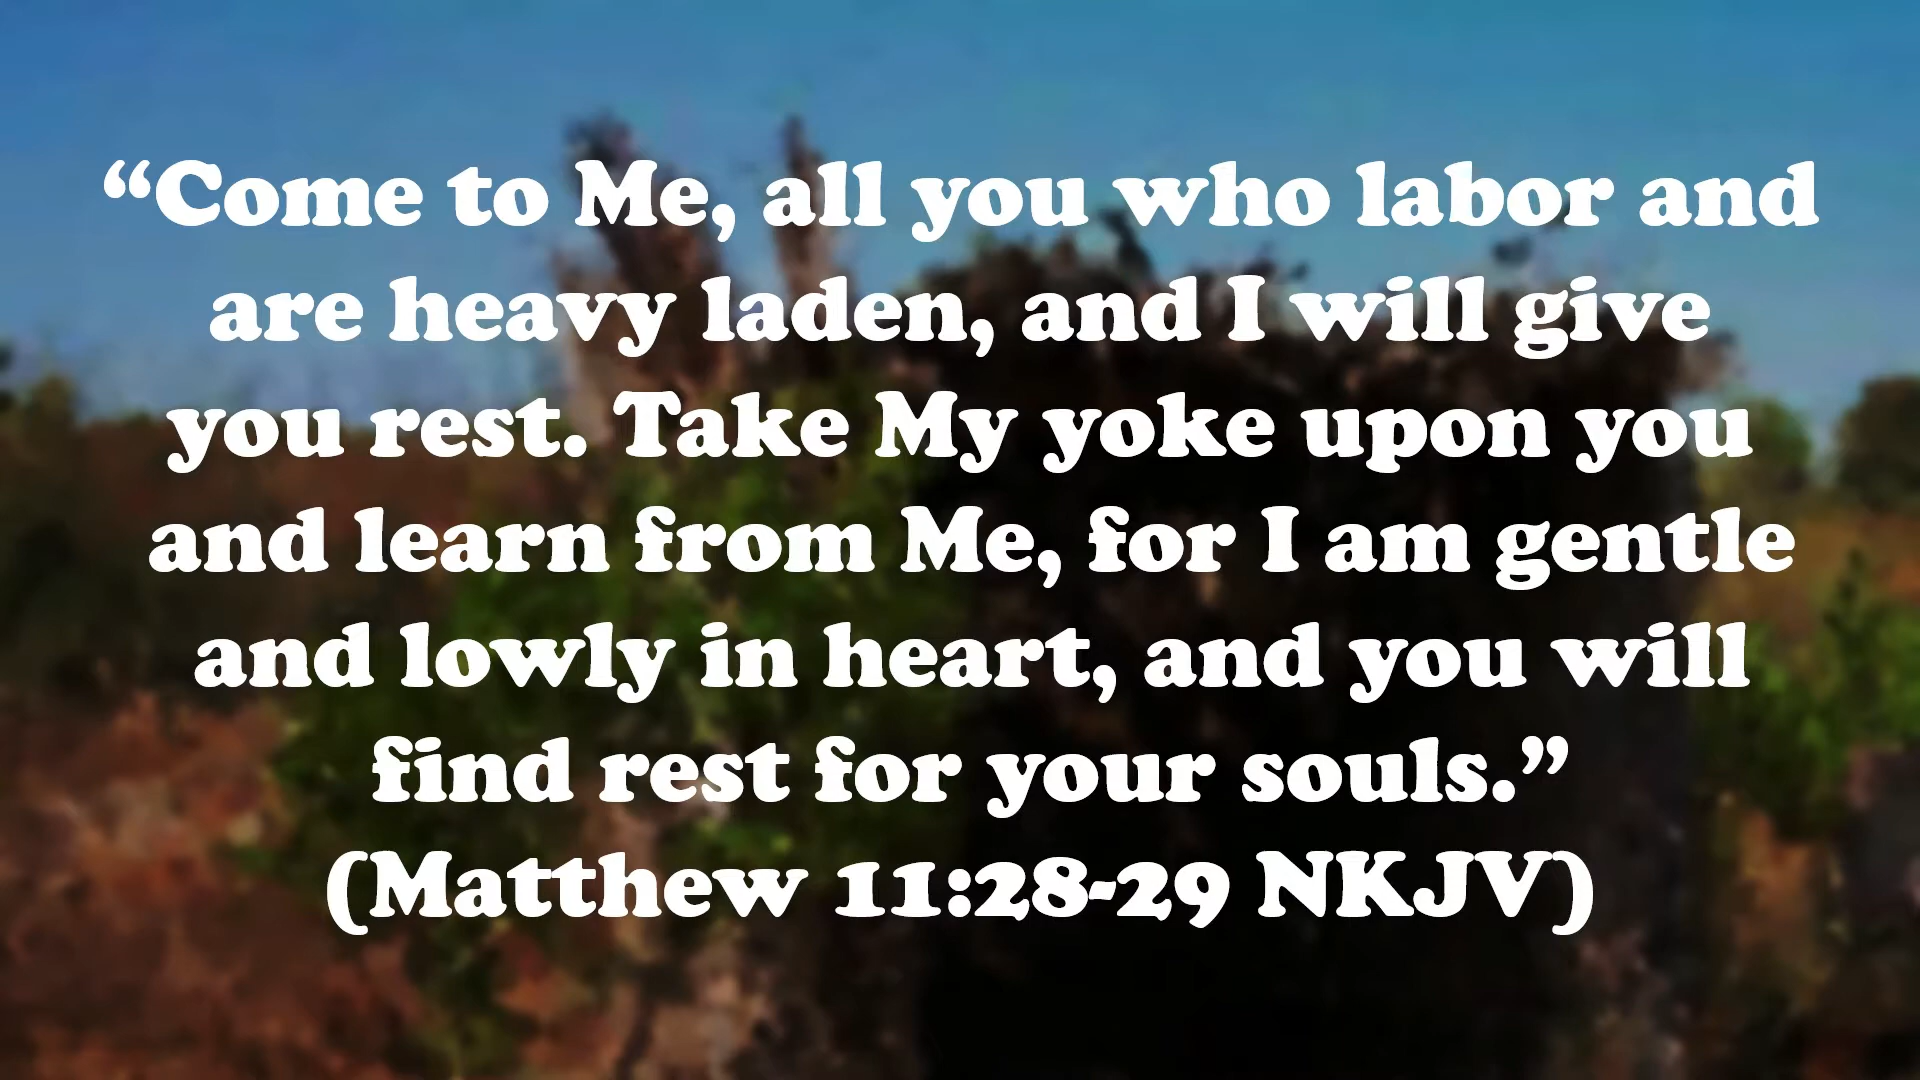 “Come to Me, all you who labor and
are heavy laden, and I will give
you rest. Take My yoke upon you
and learn from Me, for I am gentle
and lowly in heart, and you will
find rest for your souls.”
(Matthew 11:28-29 NKJV)